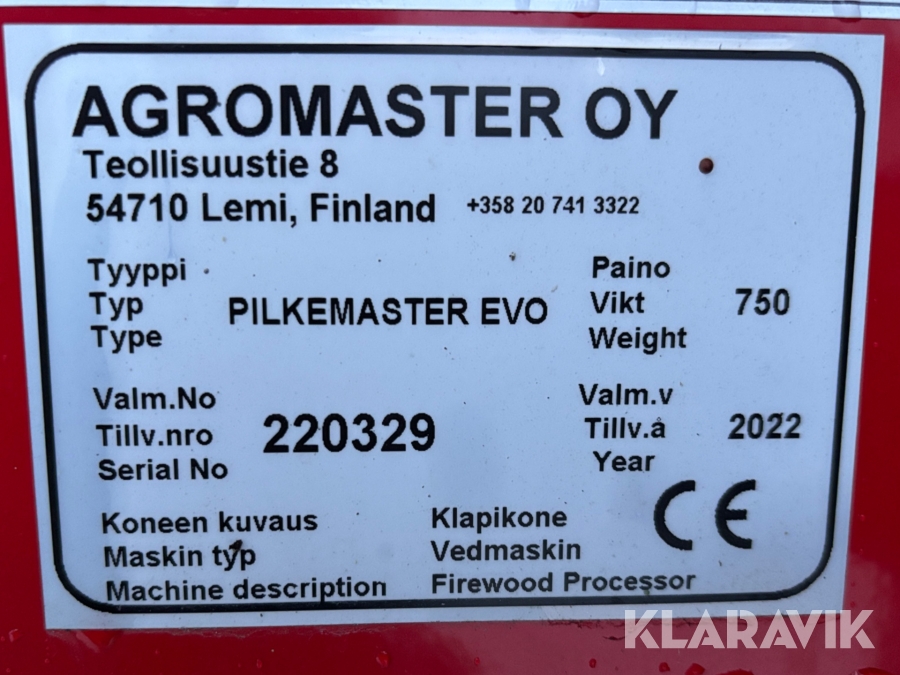 AGROMASTER OY
Teollisuustie 8
54710 Lemi, Finland +358 20 741 3322
Tyyppi
Typ
Type
PILKEMASTER EVO
Paino
Vikt
Weight
750
Valm.No
Tillv.nro
Serial No
220329
Valm.v
Tillv.å
Year
2022
Koneen kuvaus Klapikone
Maskin typ Vedmaskin
Machine description Firewood Processor
CE
KLARAVIK